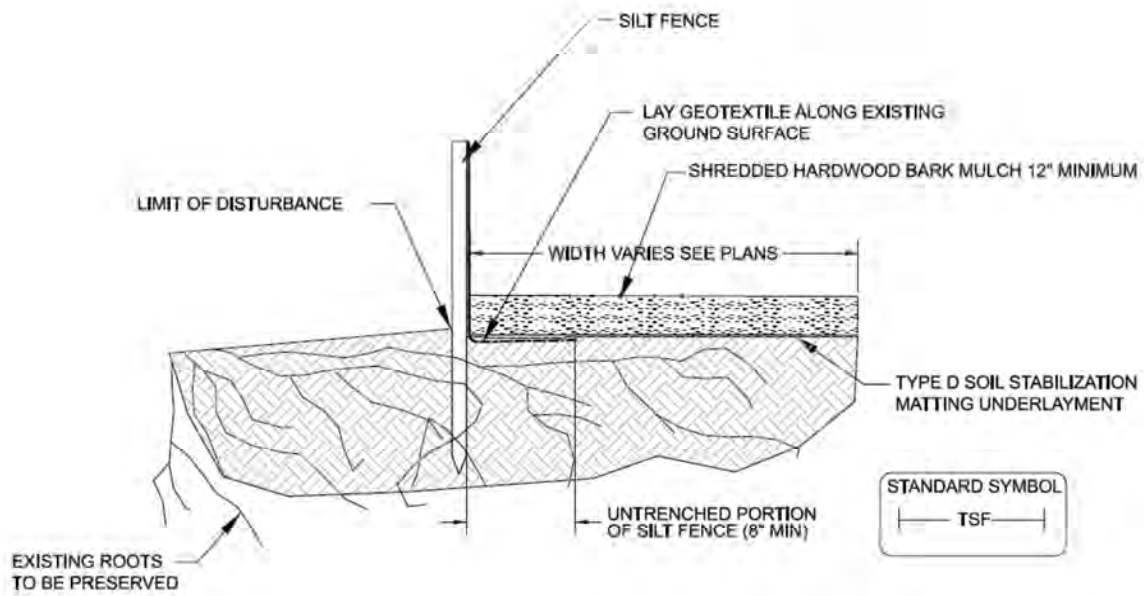 SILT FENCE
LAY GEOTEXTILE ALONG EXISTING
GROUND SURFACE
SHREDDED HARDWOOD BARK MULCH 12" MINIMUM
LIMIT OF DISTURBANCE
WIDTH VARIES SEE PLANS
TYPE D SOIL STABILIZATION
MATTING UNDERLAYMENT
STANDARD SYMBOL
TSF
UNTRENCHED PORTION
OF SILT FENCE (8" MIN)
EXISTING ROOTS
TO BE PRESERVED